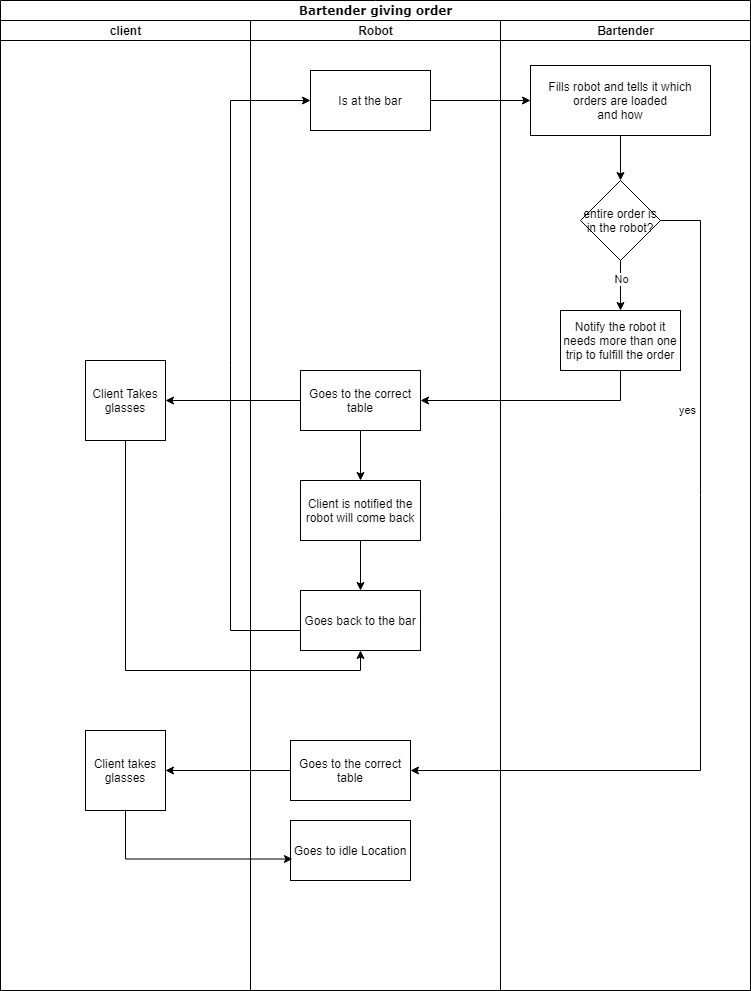 Bartender giving order
client
Robot
Bartender
Is at the bar
Fills robot and tells it which
orders are loaded
and how
entire order is
in the robot?
No
Notify the robot it
needs more than one
trip to fulfill the order
Client Takes
glasses
Goes to the correct
table
yes
Client is notified the
robot will come back
Goes back to the bar
Client takes
glasses
Goes to the correct
table
Goes to idle Location